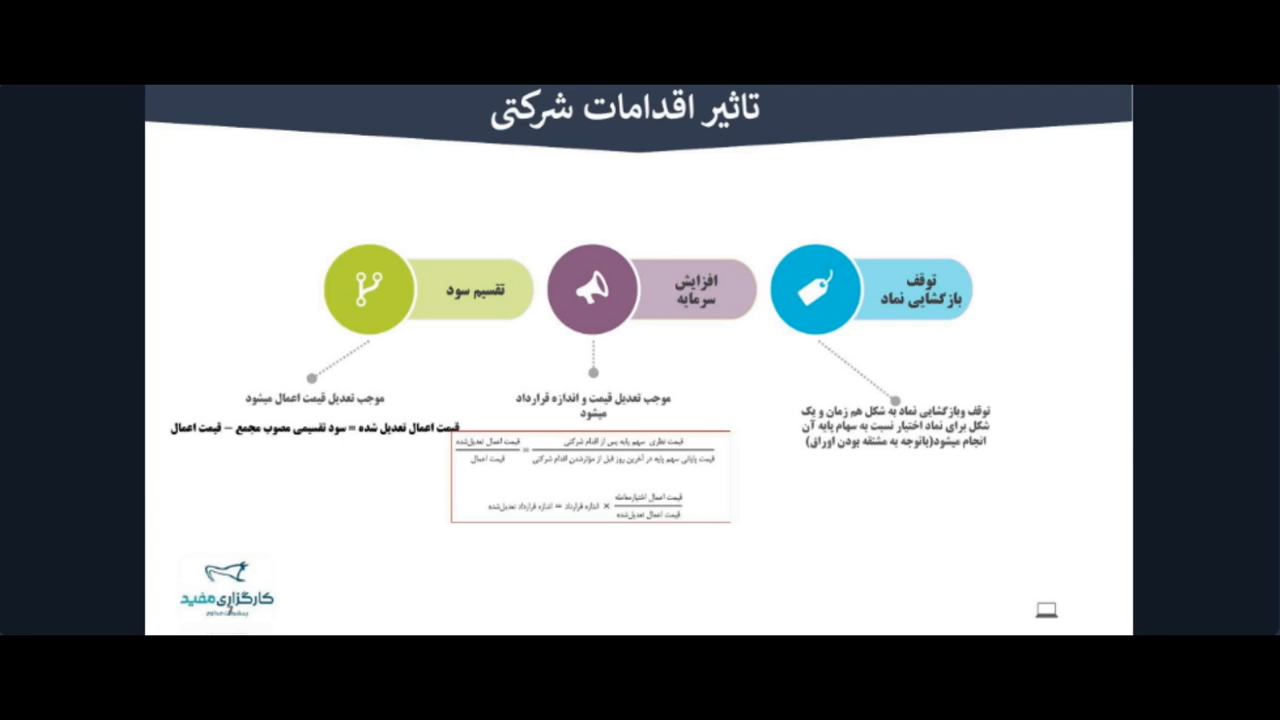 تاثیر اقدامات شرکتی
توقف
بازگشایی نماد
افزایش
سرمایه
تقسیم سود
توقف وبازگشایی نماد به شکل هم زمان و یک
شکل برای نماد اختیار نسبت به سهام پایه آن
انجام میشود(باتوجه به مشتقه بودن اوراق)
موجب تعدیل قیمت و اندازه قرارداد
میشود
قیمت اعمال تعدیل‌شده / قیمت اعمال = قیمت نظری سهم پایه پس از اقدام شرکتی / قیمت پایانی سهم پایه در آخرین روز قبل از مؤثرشدن اقدام شرکتی
اندازه قرارداد تعدیل‌شده = اندازه قرارداد × قیمت اعمال اختیارمعامله / قیمت اعمال تعدیل‌شده
موجب تعدیل قیمت اعمال میشود
قیمت اعمال تعدیل شده = سود تقسیمی مصوب مجمع – قیمت اعمال
کارگزاری مفید